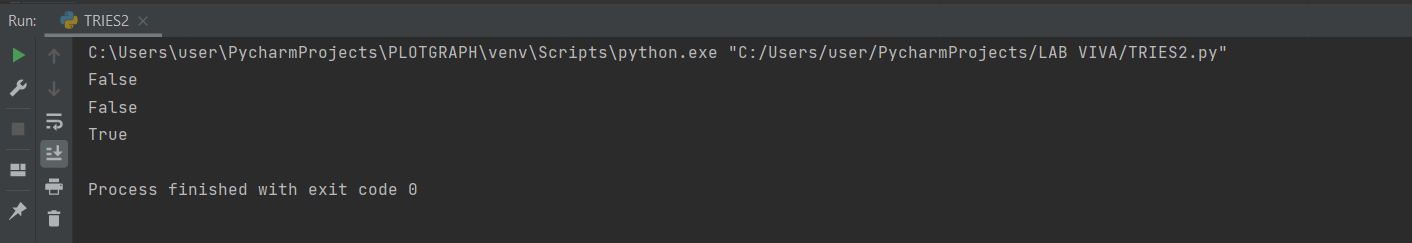 Run: TRIES2
C:\Users\user\PycharmProjects\PLOTGRAPH\venv\Scripts\python.exe "C:/Users/user/PycharmProjects/LAB VIVA/TRIES2.py"
False
False
True
Process finished with exit code 0